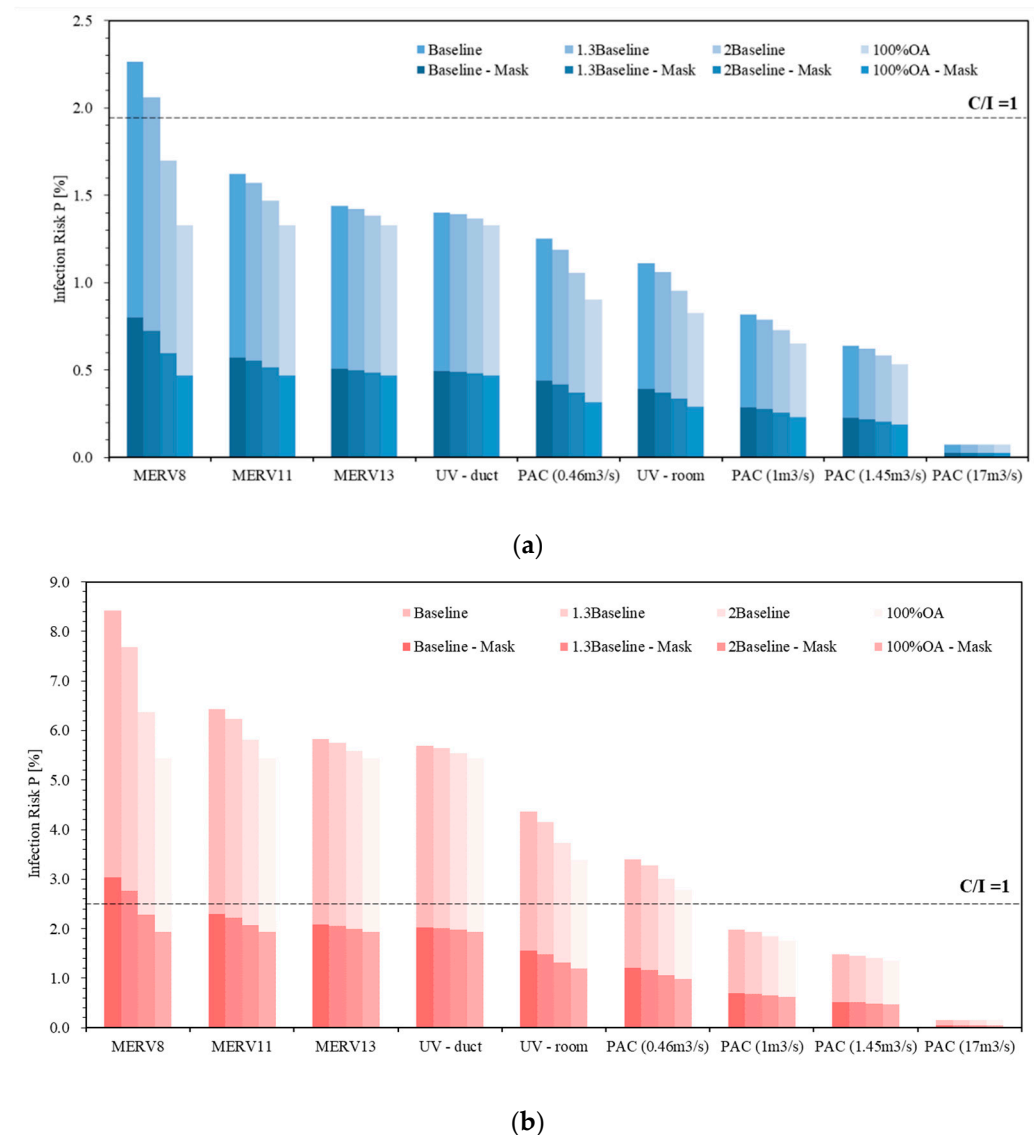 2.5
2.0
1.5
1.0
0.5
0.0
Infection Risk P [%]
Baseline 1.3Baseline 2Baseline 100%OA
Baseline - Mask 1.3Baseline - Mask 2Baseline - Mask 100%OA - Mask
C/I =1
MERV8 MERV11 MERV13 UV - duct PAC (0.46m3/s) UV - room PAC (1m3/s) PAC (1.45m3/s) PAC (17m3/s)
(a)
9.0
8.0
7.0
6.0
5.0
4.0
3.0
2.0
1.0
0.0
Infection Risk P [%]
Baseline 1.3Baseline 2Baseline 100%OA
Baseline - Mask 1.3Baseline - Mask 2Baseline - Mask 100%OA - Mask
C/I =1
MERV8 MERV11 MERV13 UV - duct UV - room PAC (0.46m3/s) PAC (1m3/s) PAC (1.45m3/s) PAC (17m3/s)
(b)